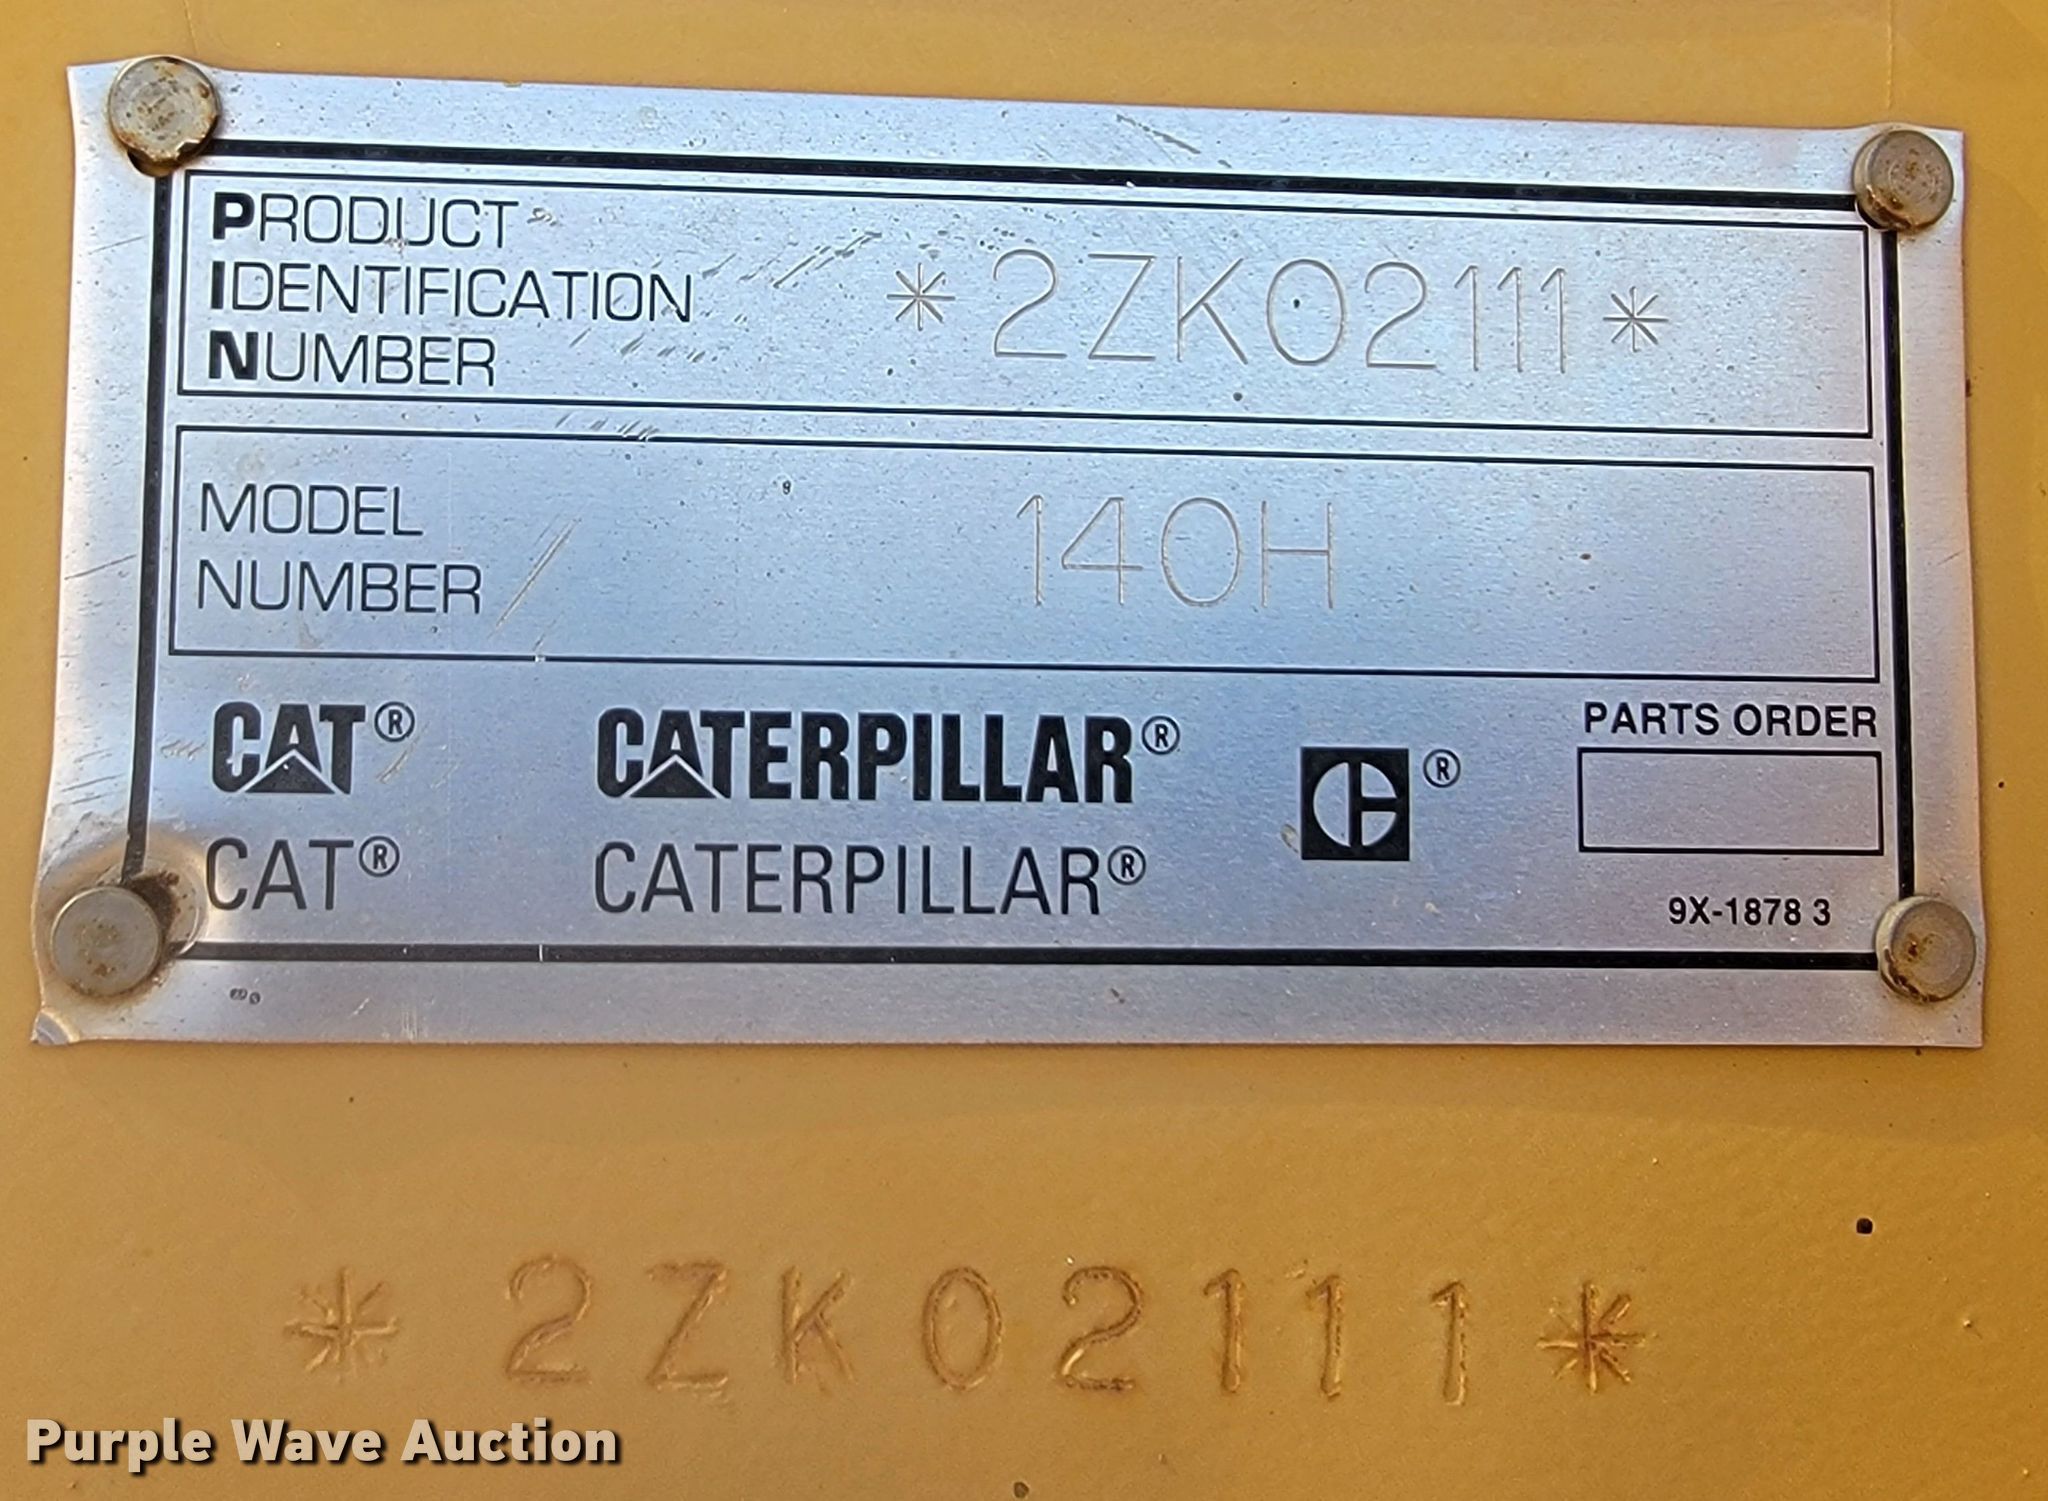 PRODUCT
IDENTIFICATION
NUMBER
*2ZK02111*
MODEL
NUMBER
140H
CAT® CATERPILLAR® ®
CAT® CATERPILLAR®
PARTS ORDER
9X-1878 3
*2ZK02111*
Purple Wave Auction